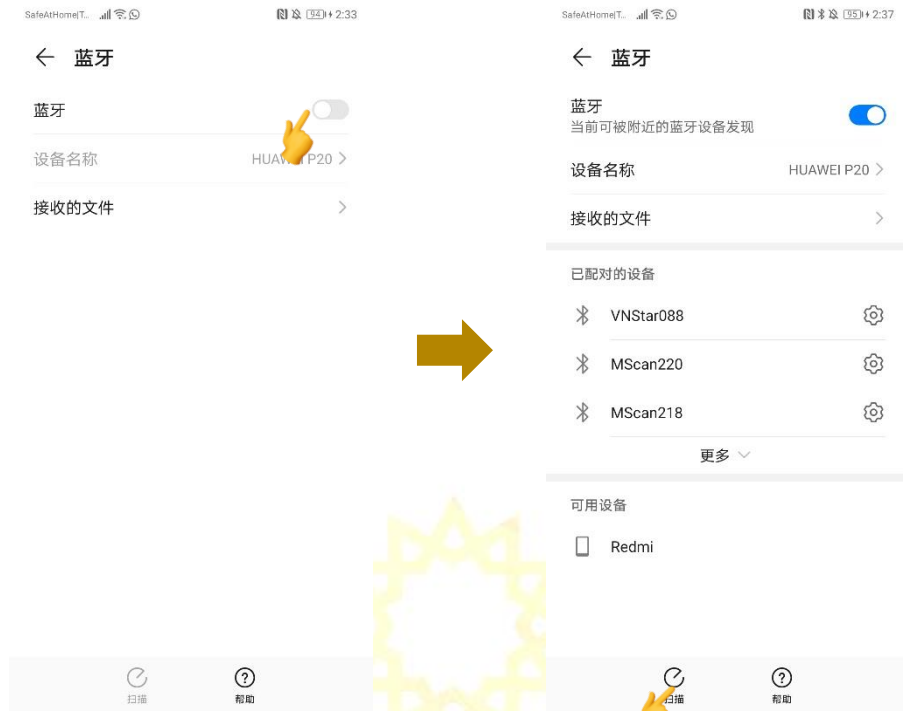 SafeAtHome|T... 94 2:33
蓝牙
蓝牙
设备名称 HUAWEI P20
接收的文件
扫描 帮助
SafeAtHome|T... 95 2:37
蓝牙
蓝牙
当前可被附近的蓝牙设备发现
设备名称 HUAWEI P20
接收的文件
已配对的设备
VNStar088
MScan220
MScan218
更多
可用设备
Redmi
扫描 帮助